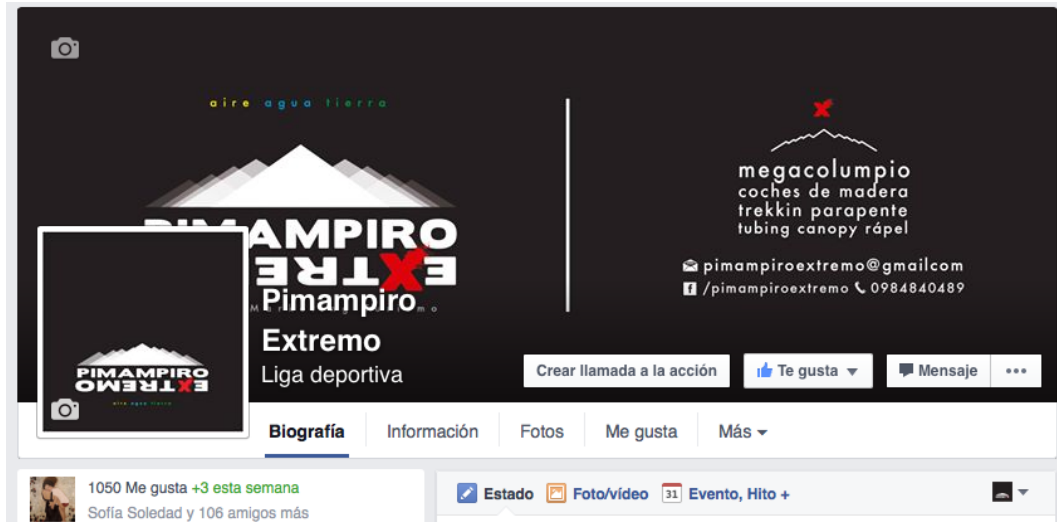 aire agua tierra
PIMAMPIRO
EXTREMO
megacolumpio
coches de madera
trekkin parapente
tubing canopy rápel
pimampiroextremo@gmailcom
/pimampiroextremo 0984840489
PIMAMPIRO
EXTREMO
aire agua tierra
Pimampiro
Extremo
Liga deportiva
Crear llamada a la acción
Te gusta
Mensaje
Biografía Información Fotos Me gusta Más
1050 Me gusta +3 esta semana
Sofía Soledad y 106 amigos más
Estado Foto/vídeo 31 Evento, Hito +